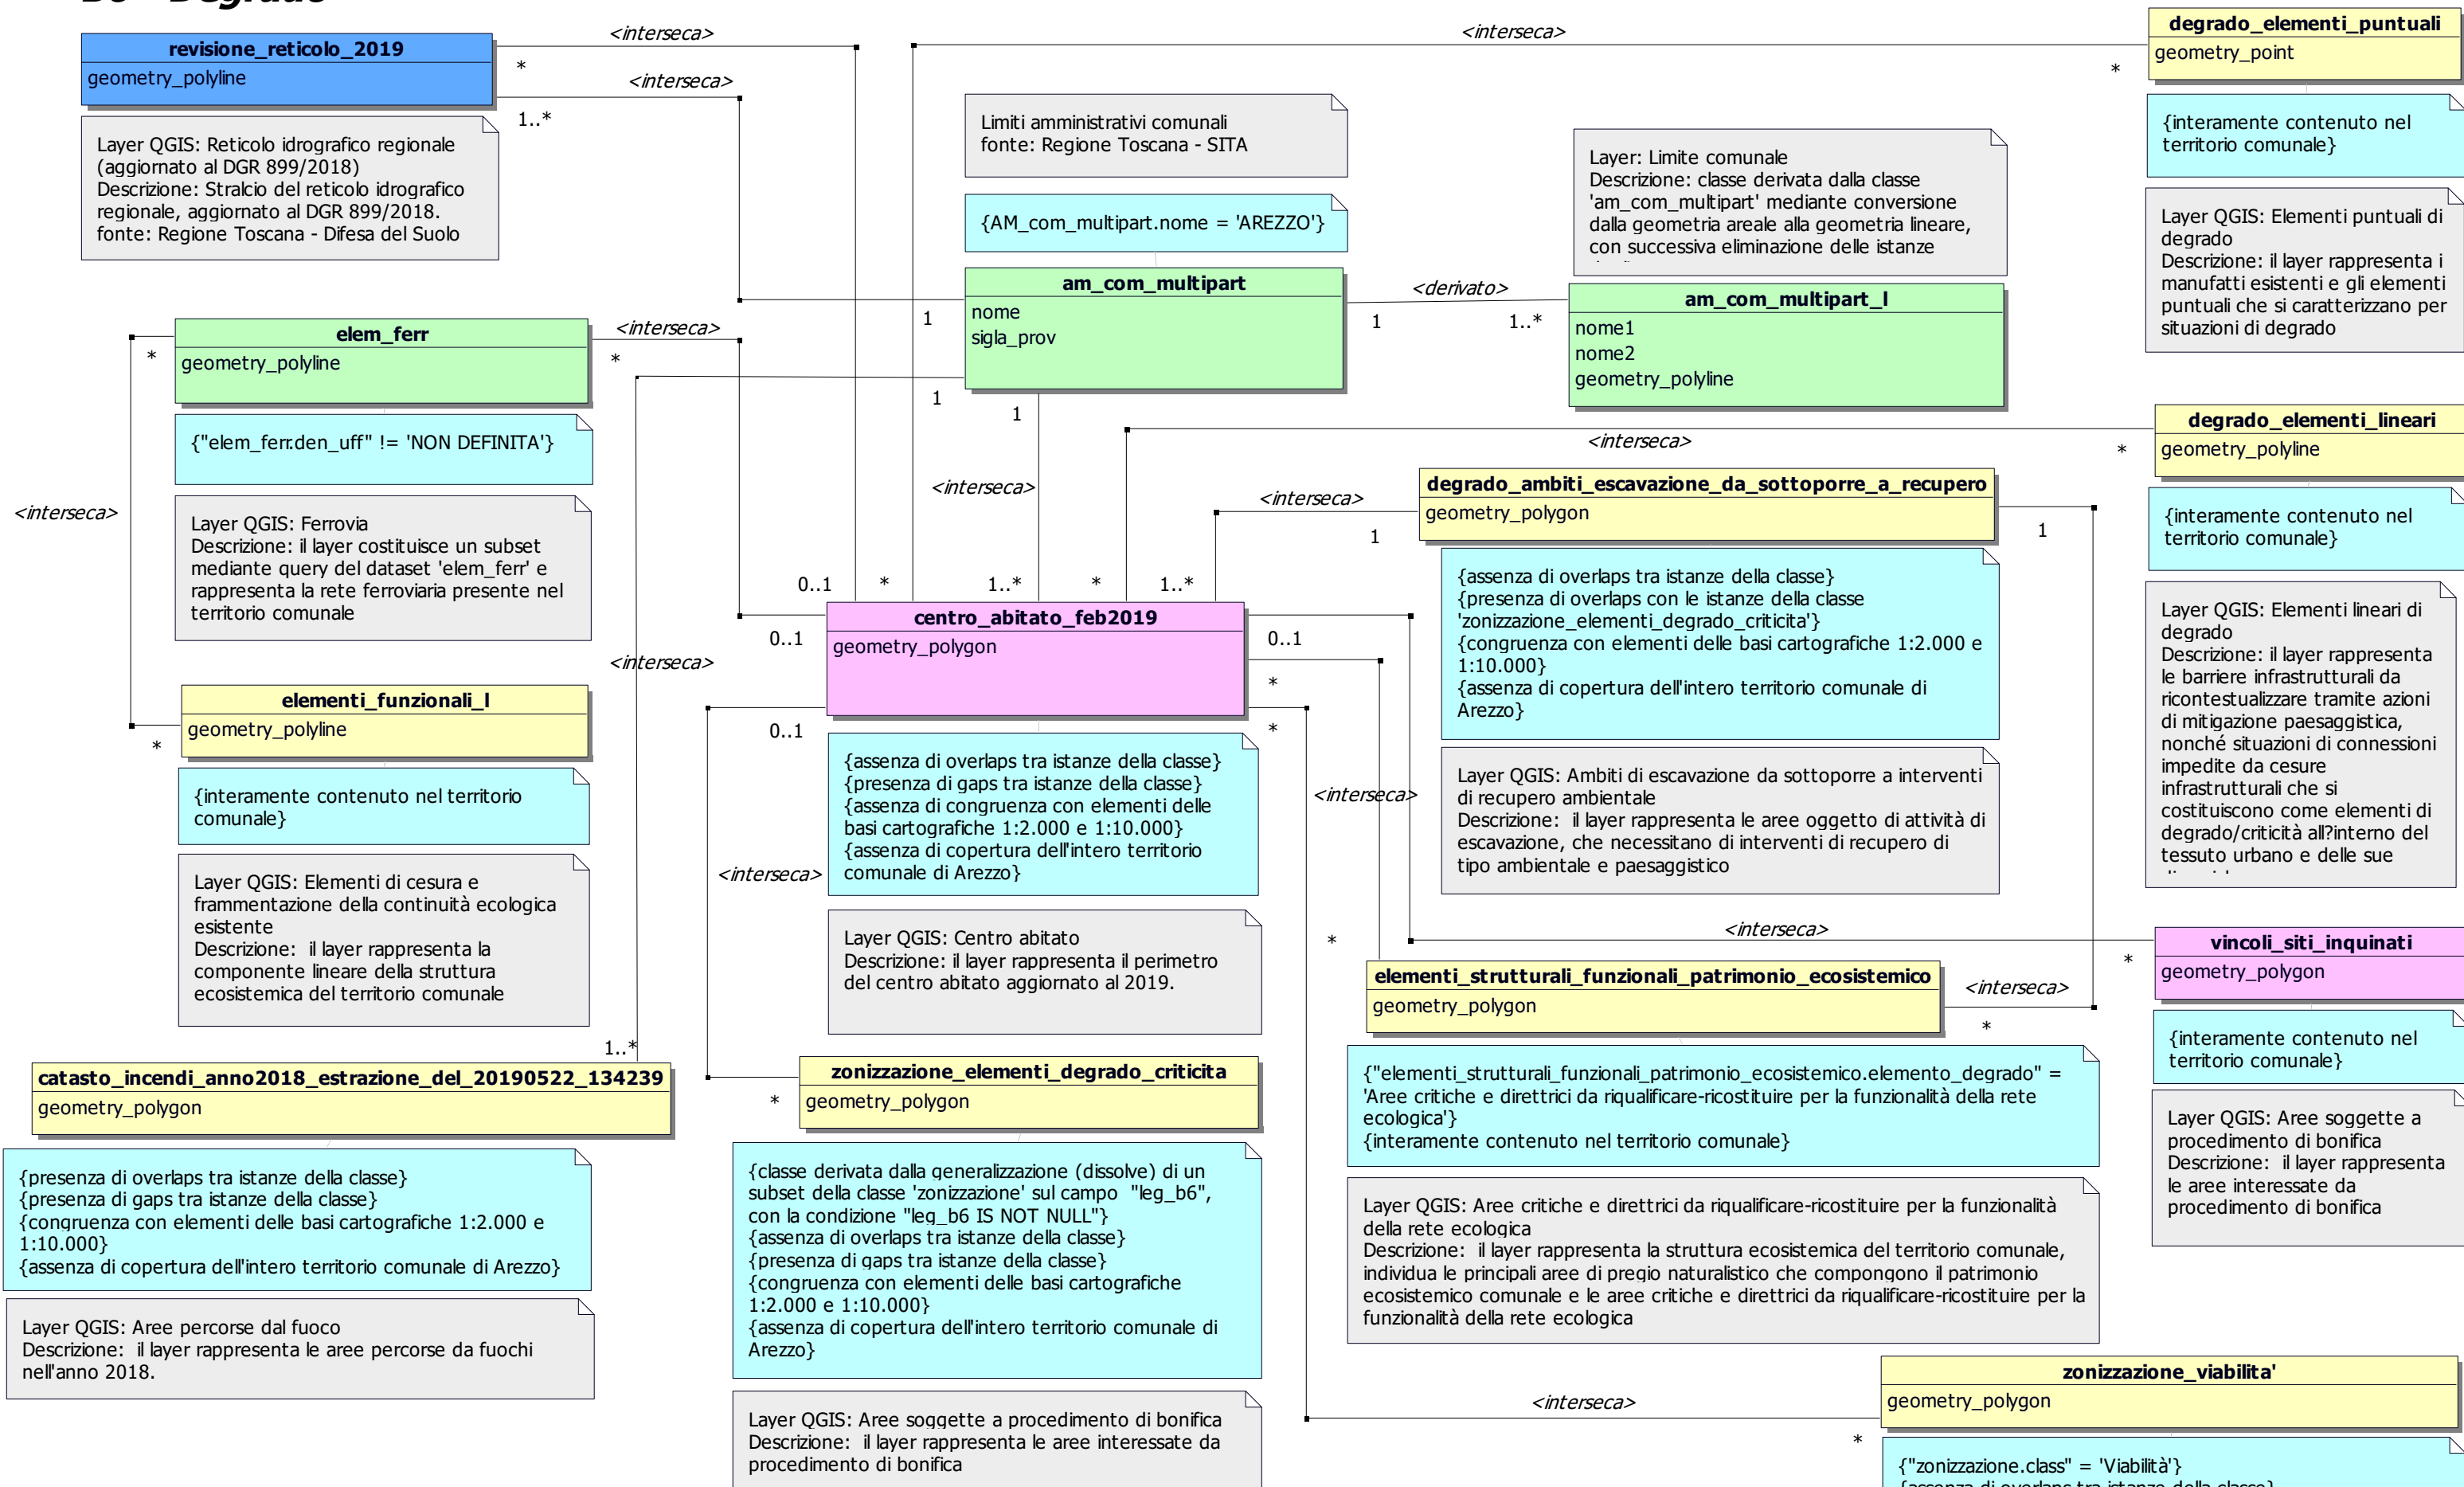 revisione_reticolo_2019
geometry_polyline
<interseca>
*
<interseca>
1..*
Layer QGIS: Reticolo idrografico regionale
(aggiornato al DGR 899/2018)
Descrizione: Stralcio del reticolo idrografico
regionale, aggiornato al DGR 899/2018.
fonte: Regione Toscana - Difesa del Suolo
Limiti amministrativi comunali
fonte: Regione Toscana - SITA
{AM_com_multipart.nome = 'AREZZO'}
am_com_multipart
nome
sigla_prov
1
1
1
<derivato>
1
1..*
Layer: Limite comunale
Descrizione: classe derivata dalla classe
'am_com_multipart' mediante conversione
dalla geometria areale alla geometria lineare,
con successiva eliminazione delle istanze
am_com_multipart_l
nome1
nome2
geometry_polyline
<interseca>
degrado_elementi_puntuali
geometry_point
*
{interamente contenuto nel
territorio comunale}
Layer QGIS: Elementi puntuali di
degrado
Descrizione: il layer rappresenta i
manufatti esistenti e gli elementi
puntuali che si caratterizzano per
situazioni di degrado
elem_ferr
geometry_polyline
*
<interseca>
*
{"elem_ferr.den_uff" != 'NON DEFINITA'}
Layer QGIS: Ferrovia
Descrizione: il layer costituisce un subset
mediante query del dataset 'elem_ferr' e
rappresenta la rete ferroviaria presente nel
territorio comunale
<interseca>
elementi_funzionali_l
geometry_polyline
*
{interamente contenuto nel territorio
comunale}
Layer QGIS: Elementi di cesura e
frammentazione della continuità ecologica
esistente
Descrizione:  il layer rappresenta la
componente lineare della struttura
ecosistemica del territorio comunale
<interseca>
1..*
catasto_incendi_anno2018_estrazione_del_20190522_134239
geometry_polygon
{presenza di overlaps tra istanze della classe}
{presenza di gaps tra istanze della classe}
{congruenza con elementi delle basi cartografiche 1:2.000 e
1:10.000}
{assenza di copertura dell'intero territorio comunale di Arezzo}
Layer QGIS: Aree percorse dal fuoco
Descrizione:  il layer rappresenta le aree percorse da fuochi
nell'anno 2018.
<interseca>
0..1
*
1..*
*
1..*
centro_abitato_feb2019
geometry_polygon
0..1
0..1
0..1
*
*
{assenza di overlaps tra istanze della classe}
{presenza di gaps tra istanze della classe}
{assenza di congruenza con elementi delle
basi cartografiche 1:2.000 e 1:10.000}
{assenza di copertura dell'intero territorio
comunale di Arezzo}
<interseca>
Layer QGIS: Centro abitato
Descrizione: il layer rappresenta il perimetro
del centro abitato aggiornato al 2019.
zonizzazione_elementi_degrado_criticita
geometry_polygon
*
{classe derivata dalla generalizzazione (dissolve) di un
subset della classe 'zonizzazione' sul campo  "leg_b6",
con la condizione "leg_b6 IS NOT NULL"}
{assenza di overlaps tra istanze della classe}
{presenza di gaps tra istanze della classe}
{congruenza con elementi delle basi cartografiche
1:2.000 e 1:10.000}
{assenza di copertura dell'intero territorio comunale di
Arezzo}
Layer QGIS: Aree soggette a procedimento di bonifica
Descrizione:  il layer rappresenta le aree interessate da
procedimento di bonifica
<interseca>
degrado_elementi_lineari
geometry_polyline
*
{interamente contenuto nel
territorio comunale}
Layer QGIS: Elementi lineari di
degrado
Descrizione: il layer rappresenta
le barriere infrastrutturali da
ricontestualizzare tramite azioni
di mitigazione paesaggistica,
nonché situazioni di connessioni
impedite da cesure
infrastrutturali che si
costituiscono come elementi di
degrado/criticità all?interno del
tessuto urbano e delle sue
<interseca>
1
degrado_ambiti_escavazione_da_sottoporre_a_recupero
geometry_polygon
1
{assenza di overlaps tra istanze della classe}
{presenza di overlaps con le istanze della classe
'zonizzazione_elementi_degrado_criticita'}
{congruenza con elementi delle basi cartografiche 1:2.000 e
1:10.000}
{assenza di copertura dell'intero territorio comunale di
Arezzo}
Layer QGIS: Ambiti di escavazione da sottoporre a interventi
di recupero ambientale
Descrizione:  il layer rappresenta le aree oggetto di attività di
escavazione, che necessitano di interventi di recupero di
tipo ambientale e paesaggistico
<interseca>
*
<interseca>
*
vincoli_siti_inquinati
geometry_polygon
{interamente contenuto nel
territorio comunale}
Layer QGIS: Aree soggette a
procedimento di bonifica
Descrizione:  il layer rappresenta
le aree interessate da
procedimento di bonifica
elementi_strutturali_funzionali_patrimonio_ecosistemico
geometry_polygon
<interseca>
*
{"elementi_strutturali_funzionali_patrimonio_ecosistemico.elemento_degrado" =
'Aree critiche e direttrici da riqualificare-ricostituire per la funzionalità della rete
ecologica'}
{interamente contenuto nel territorio comunale}
Layer QGIS: Aree critiche e direttrici da riqualificare-ricostituire per la funzionalità
della rete ecologica
Descrizione:  il layer rappresenta la struttura ecosistemica del territorio comunale,
individua le principali aree di pregio naturalistico che compongono il patrimonio
ecosistemico comunale e le aree critiche e direttrici da riqualificare-ricostituire per la
funzionalità della rete ecologica
<interseca>
*
zonizzazione_viabilita'
geometry_polygon
{"zonizzazione.class" = 'Viabilità'}